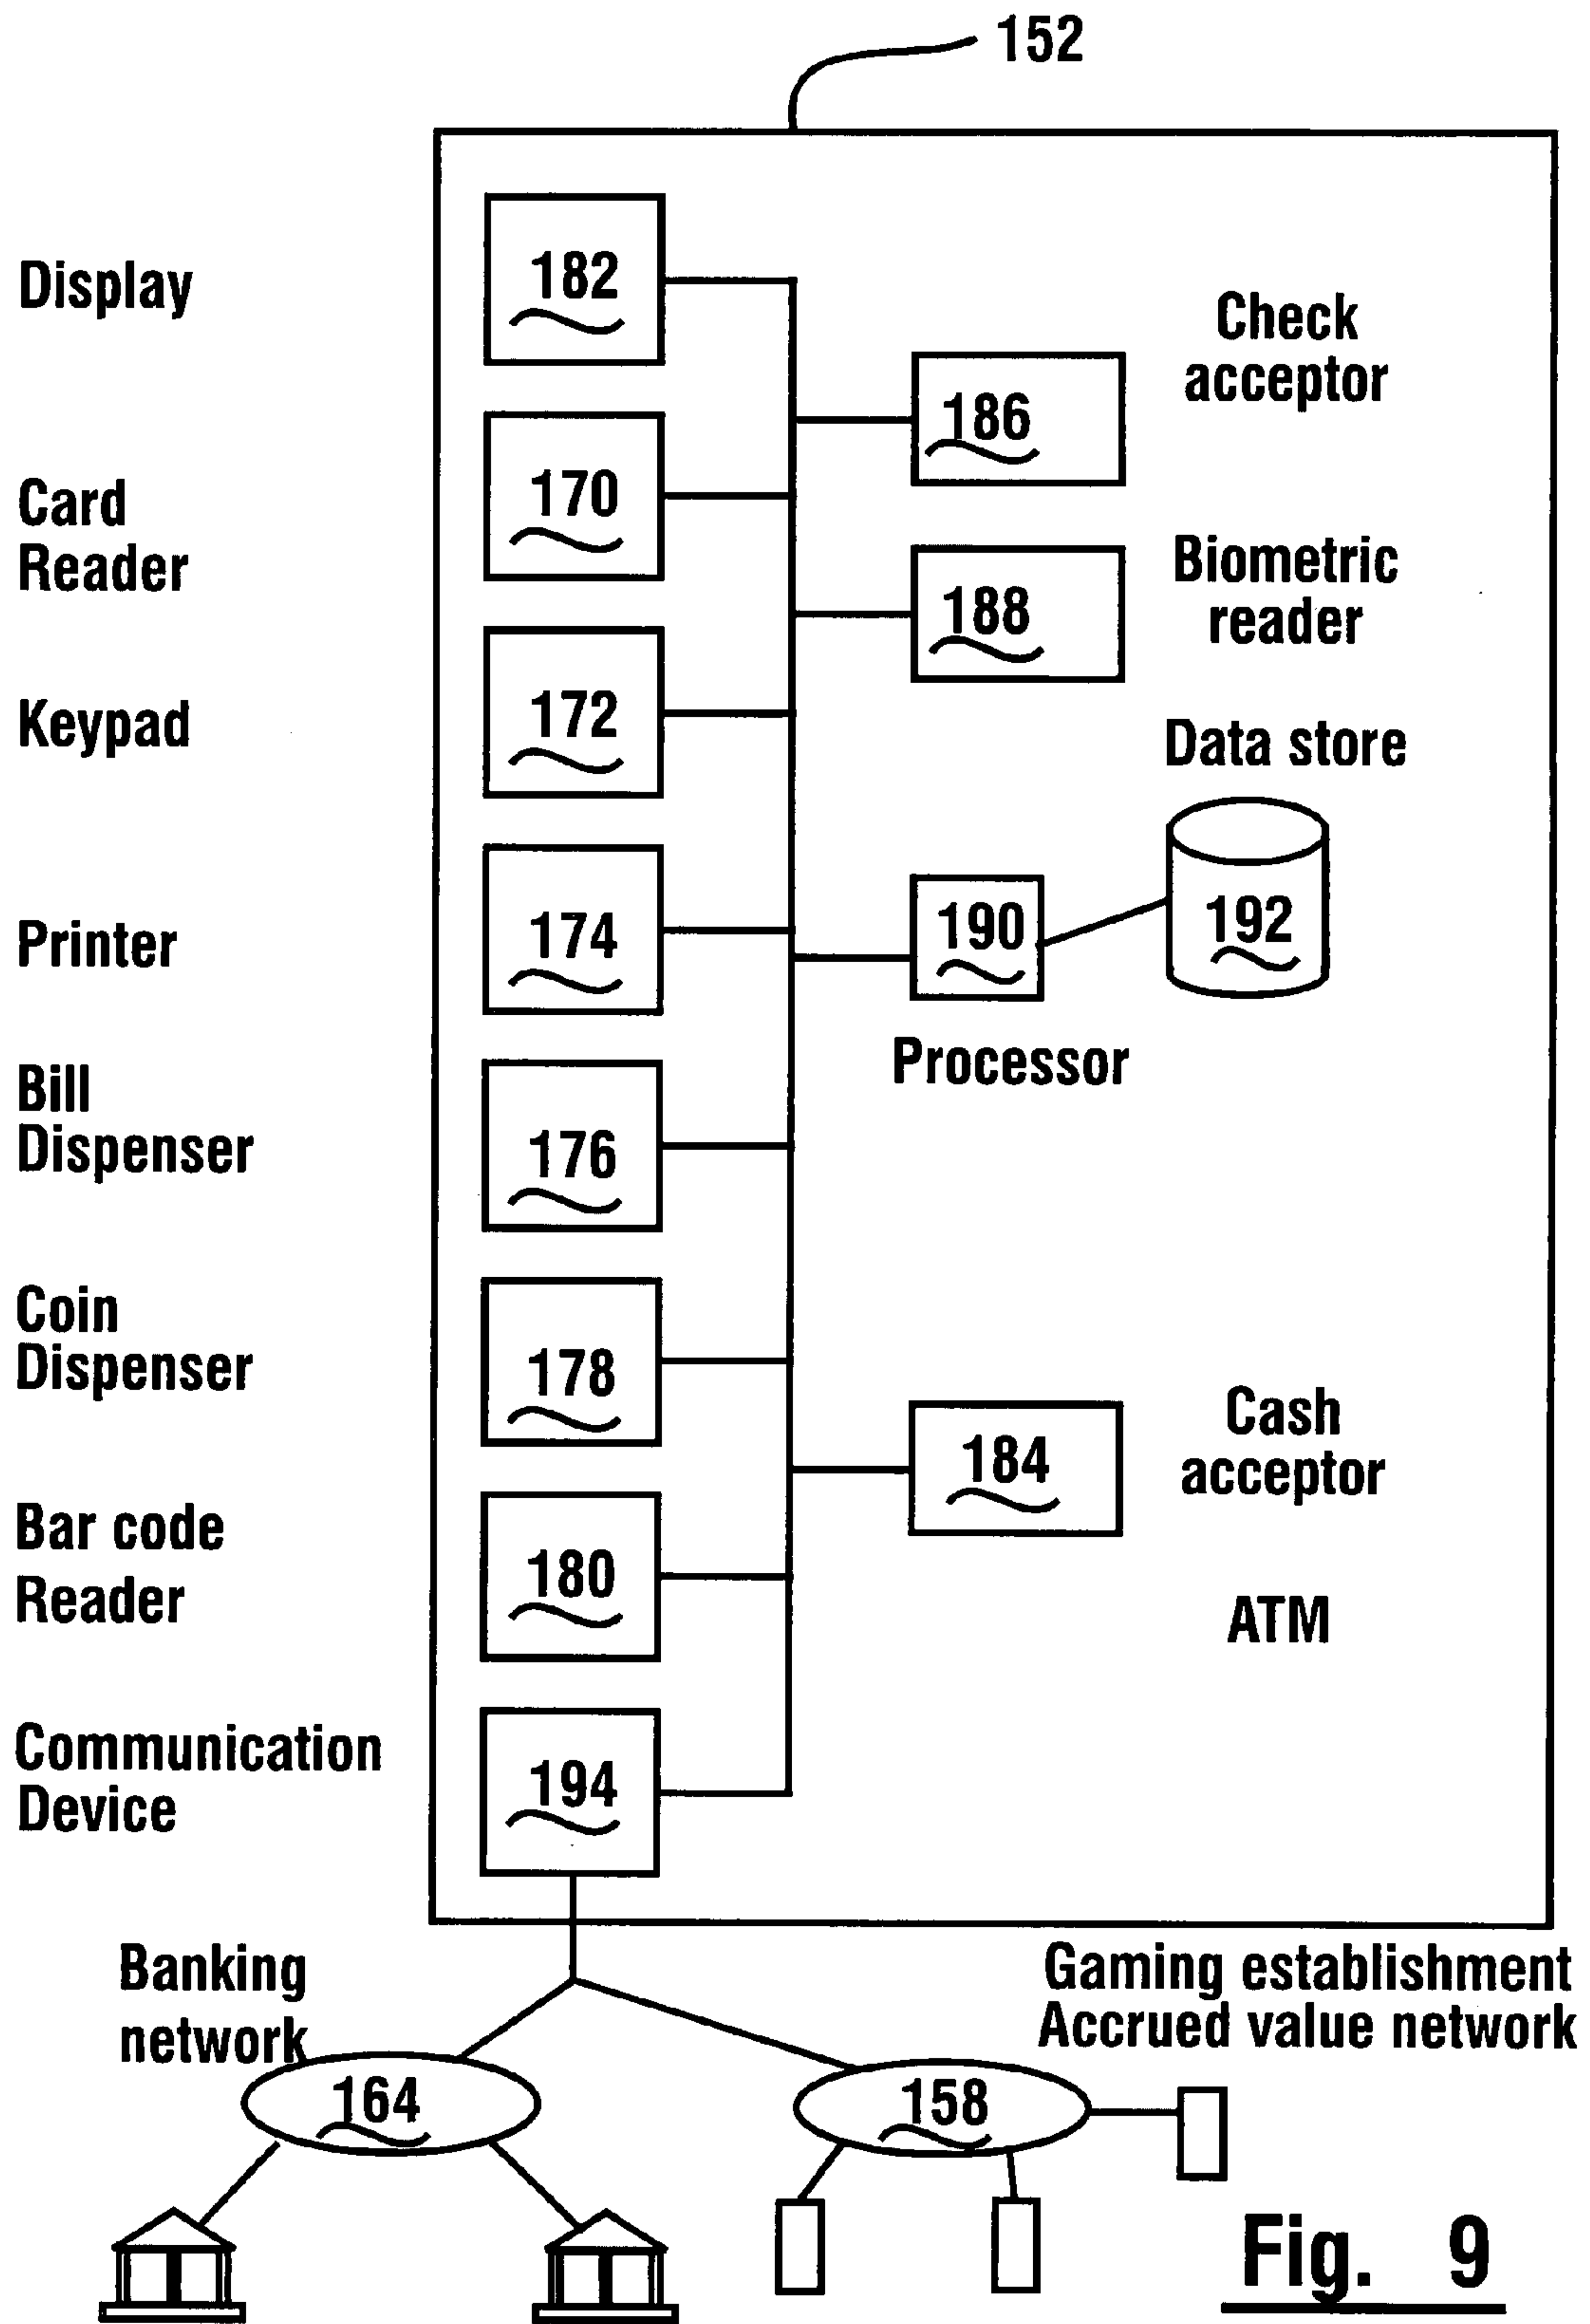 152
Display
182
Check
acceptor
186
Card
Reader
170
Biometric
reader
188
Keypad
172
Data store
192
Printer
174
190
Processor
Bill
Dispenser
176
Coin
Dispenser
178
Cash
acceptor
184
Bar code
Reader
180
ATM
Communication
Device
194
Banking
network
164
Gaming establishment
Accrued value network
158
Fig. 9